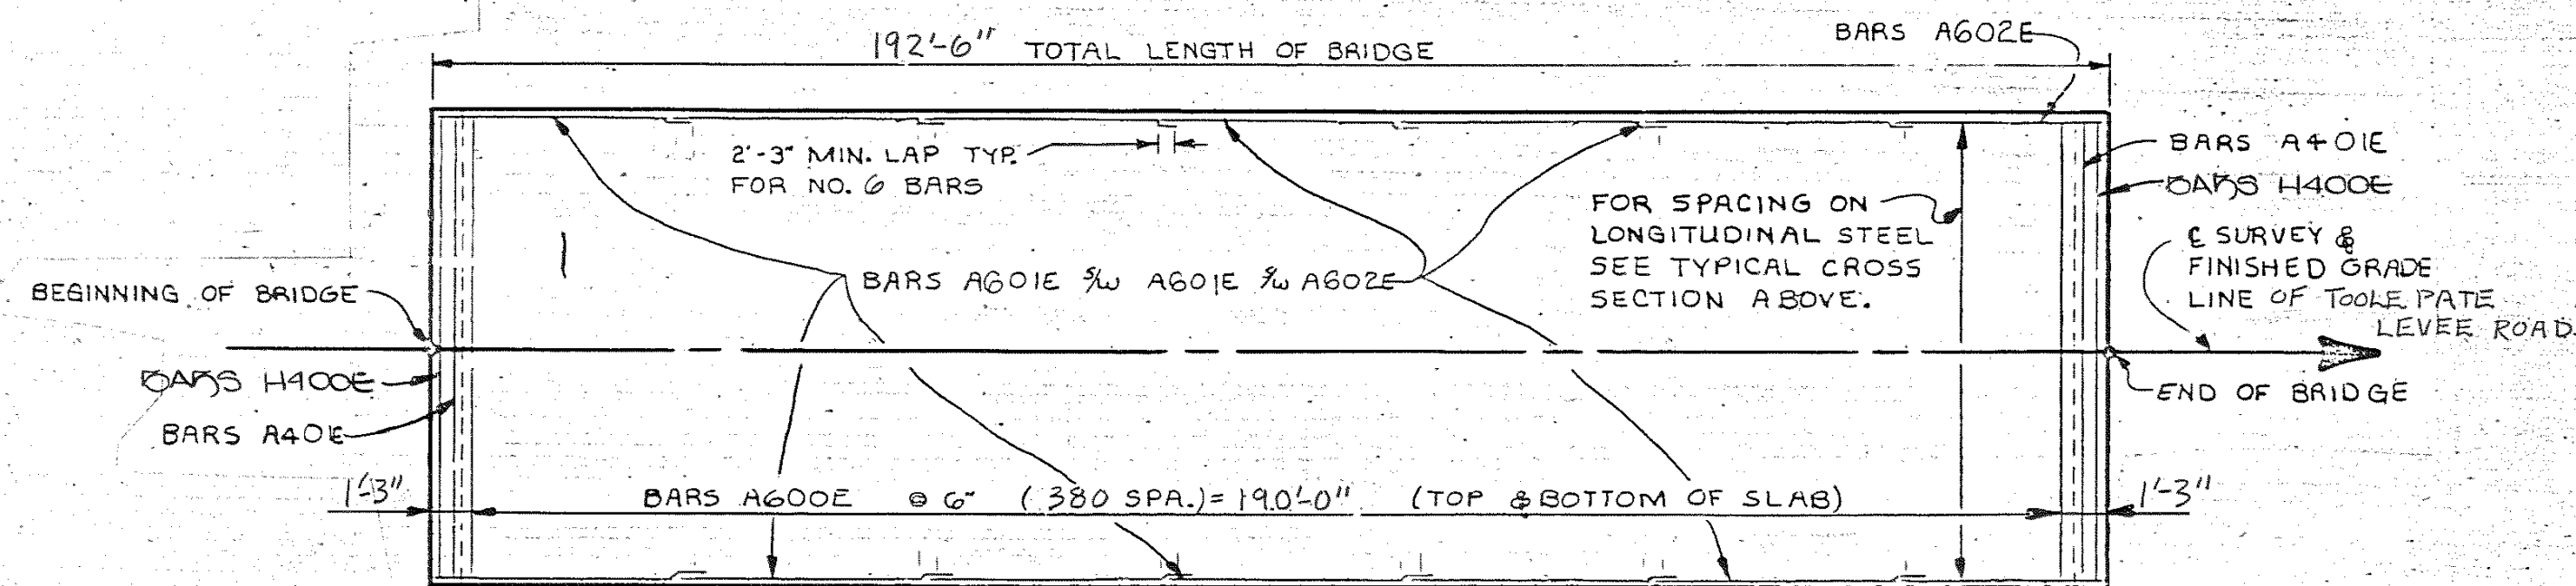 192'-6" TOTAL LENGTH OF BRIDGE
BARS A602E
2'-3" MIN. LAP TYP.
FOR NO. 6 BARS
BARS A401E
BARS H400E
FOR SPACING ON
LONGITUDINAL STEEL
SEE TYPICAL CROSS
SECTION ABOVE.
℄ SURVEY &
FINISHED GRADE
LINE OF TOOLE PATE
LEVEE ROAD.
BARS A601E S/W A601E S/W A602E
BEGINNING OF BRIDGE
BARS H400E
BARS A401E
END OF BRIDGE
1'-3"
BARS A600E @ 6" (380 SPA.) = 190'-0" (TOP & BOTTOM OF SLAB)
1'-3"